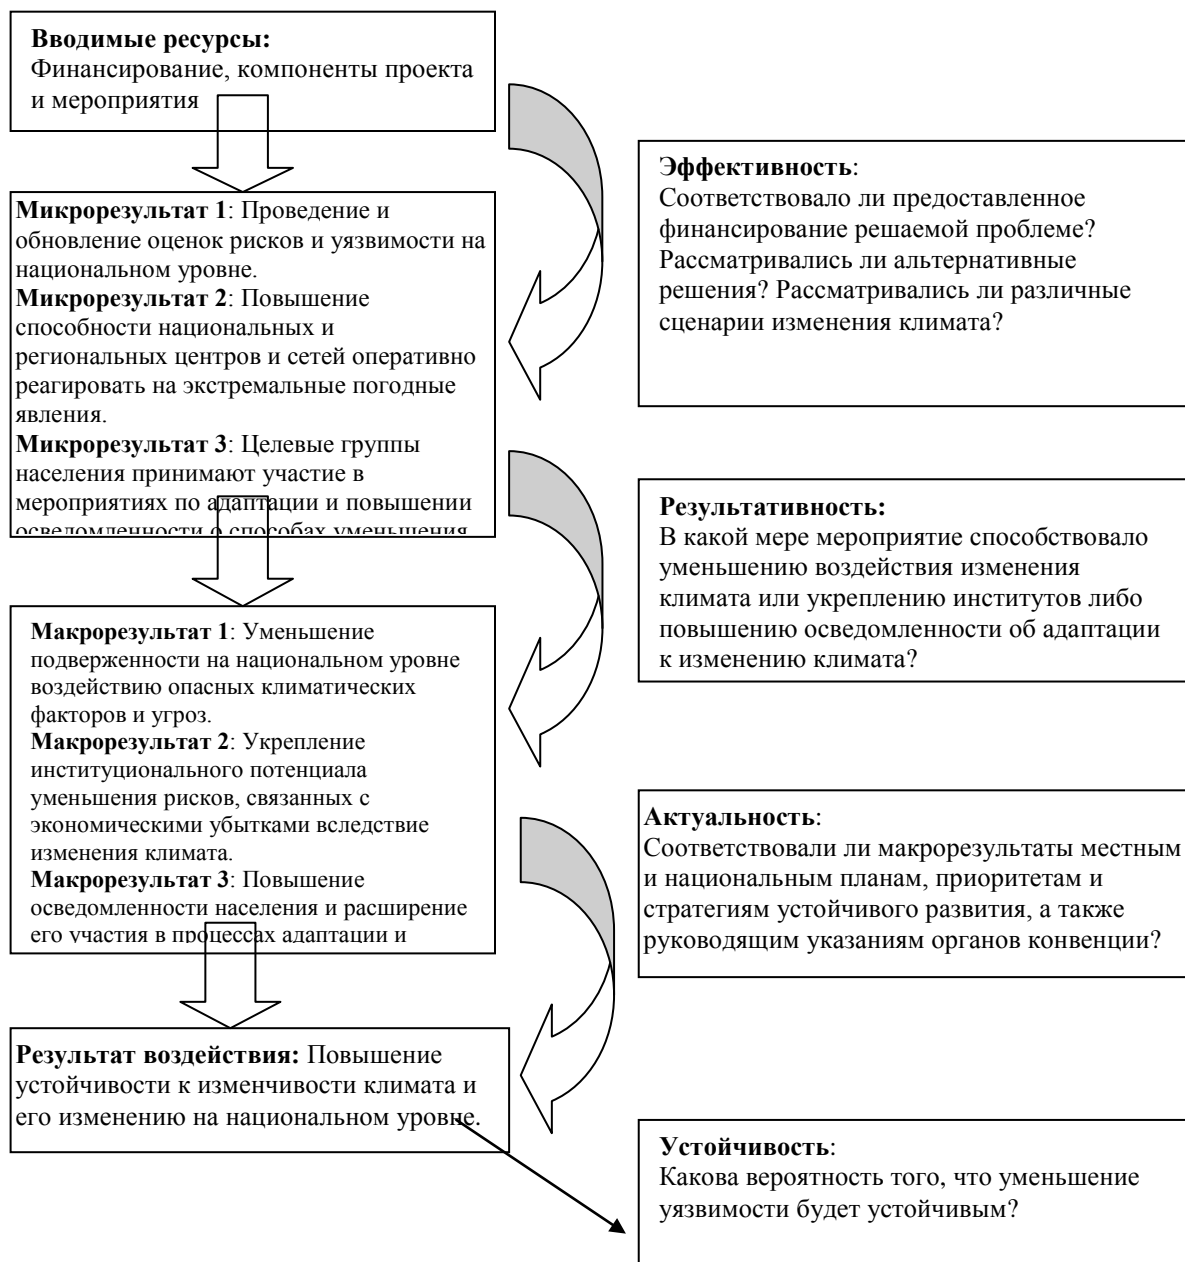 Вводимые ресурсы:
Финансирование, компоненты проекта
и мероприятия
Микрорезультат 1: Проведение и
обновление оценок рисков и уязвимости на
национальном уровне.
Микрорезультат 2: Повышение
способности национальных и
региональных центров и сетей оперативно
реагировать на экстремальные погодные
явления.
Микрорезультат 3: Целевые группы
населения принимают участие в
мероприятиях по адаптации и повышении
осведомленности о способах уменьшения
Макрорезультат 1: Уменьшение
подверженности на национальном уровне
воздействию опасных климатических
факторов и угроз.
Макрорезультат 2: Укрепление
институционального потенциала
уменьшения рисков, связанных с
экономическими убытками вследствие
изменения климата.
Макрорезультат 3: Повышение
осведомленности населения и расширение
его участия в процессах адаптации и
Результат воздействия: Повышение
устойчивости к изменчивости климата и
его изменению на национальном уровне.
Эффективность:
Соответствовало ли предоставленное
финансирование решаемой проблеме?
Рассматривались ли альтернативные
решения? Рассматривались ли различные
сценарии изменения климата?
Результативность:
В какой мере мероприятие способствовало
уменьшению воздействия изменения
климата или укреплению институтов либо
повышению осведомленности об адаптации
к изменению климата?
Актуальность:
Соответствовали ли макрорезультаты местным
и национальным планам, приоритетам и
стратегиям устойчивого развития, а также
руководящим указаниям органов конвенции?
Устойчивость:
Какова вероятность того, что уменьшение
уязвимости будет устойчивым?